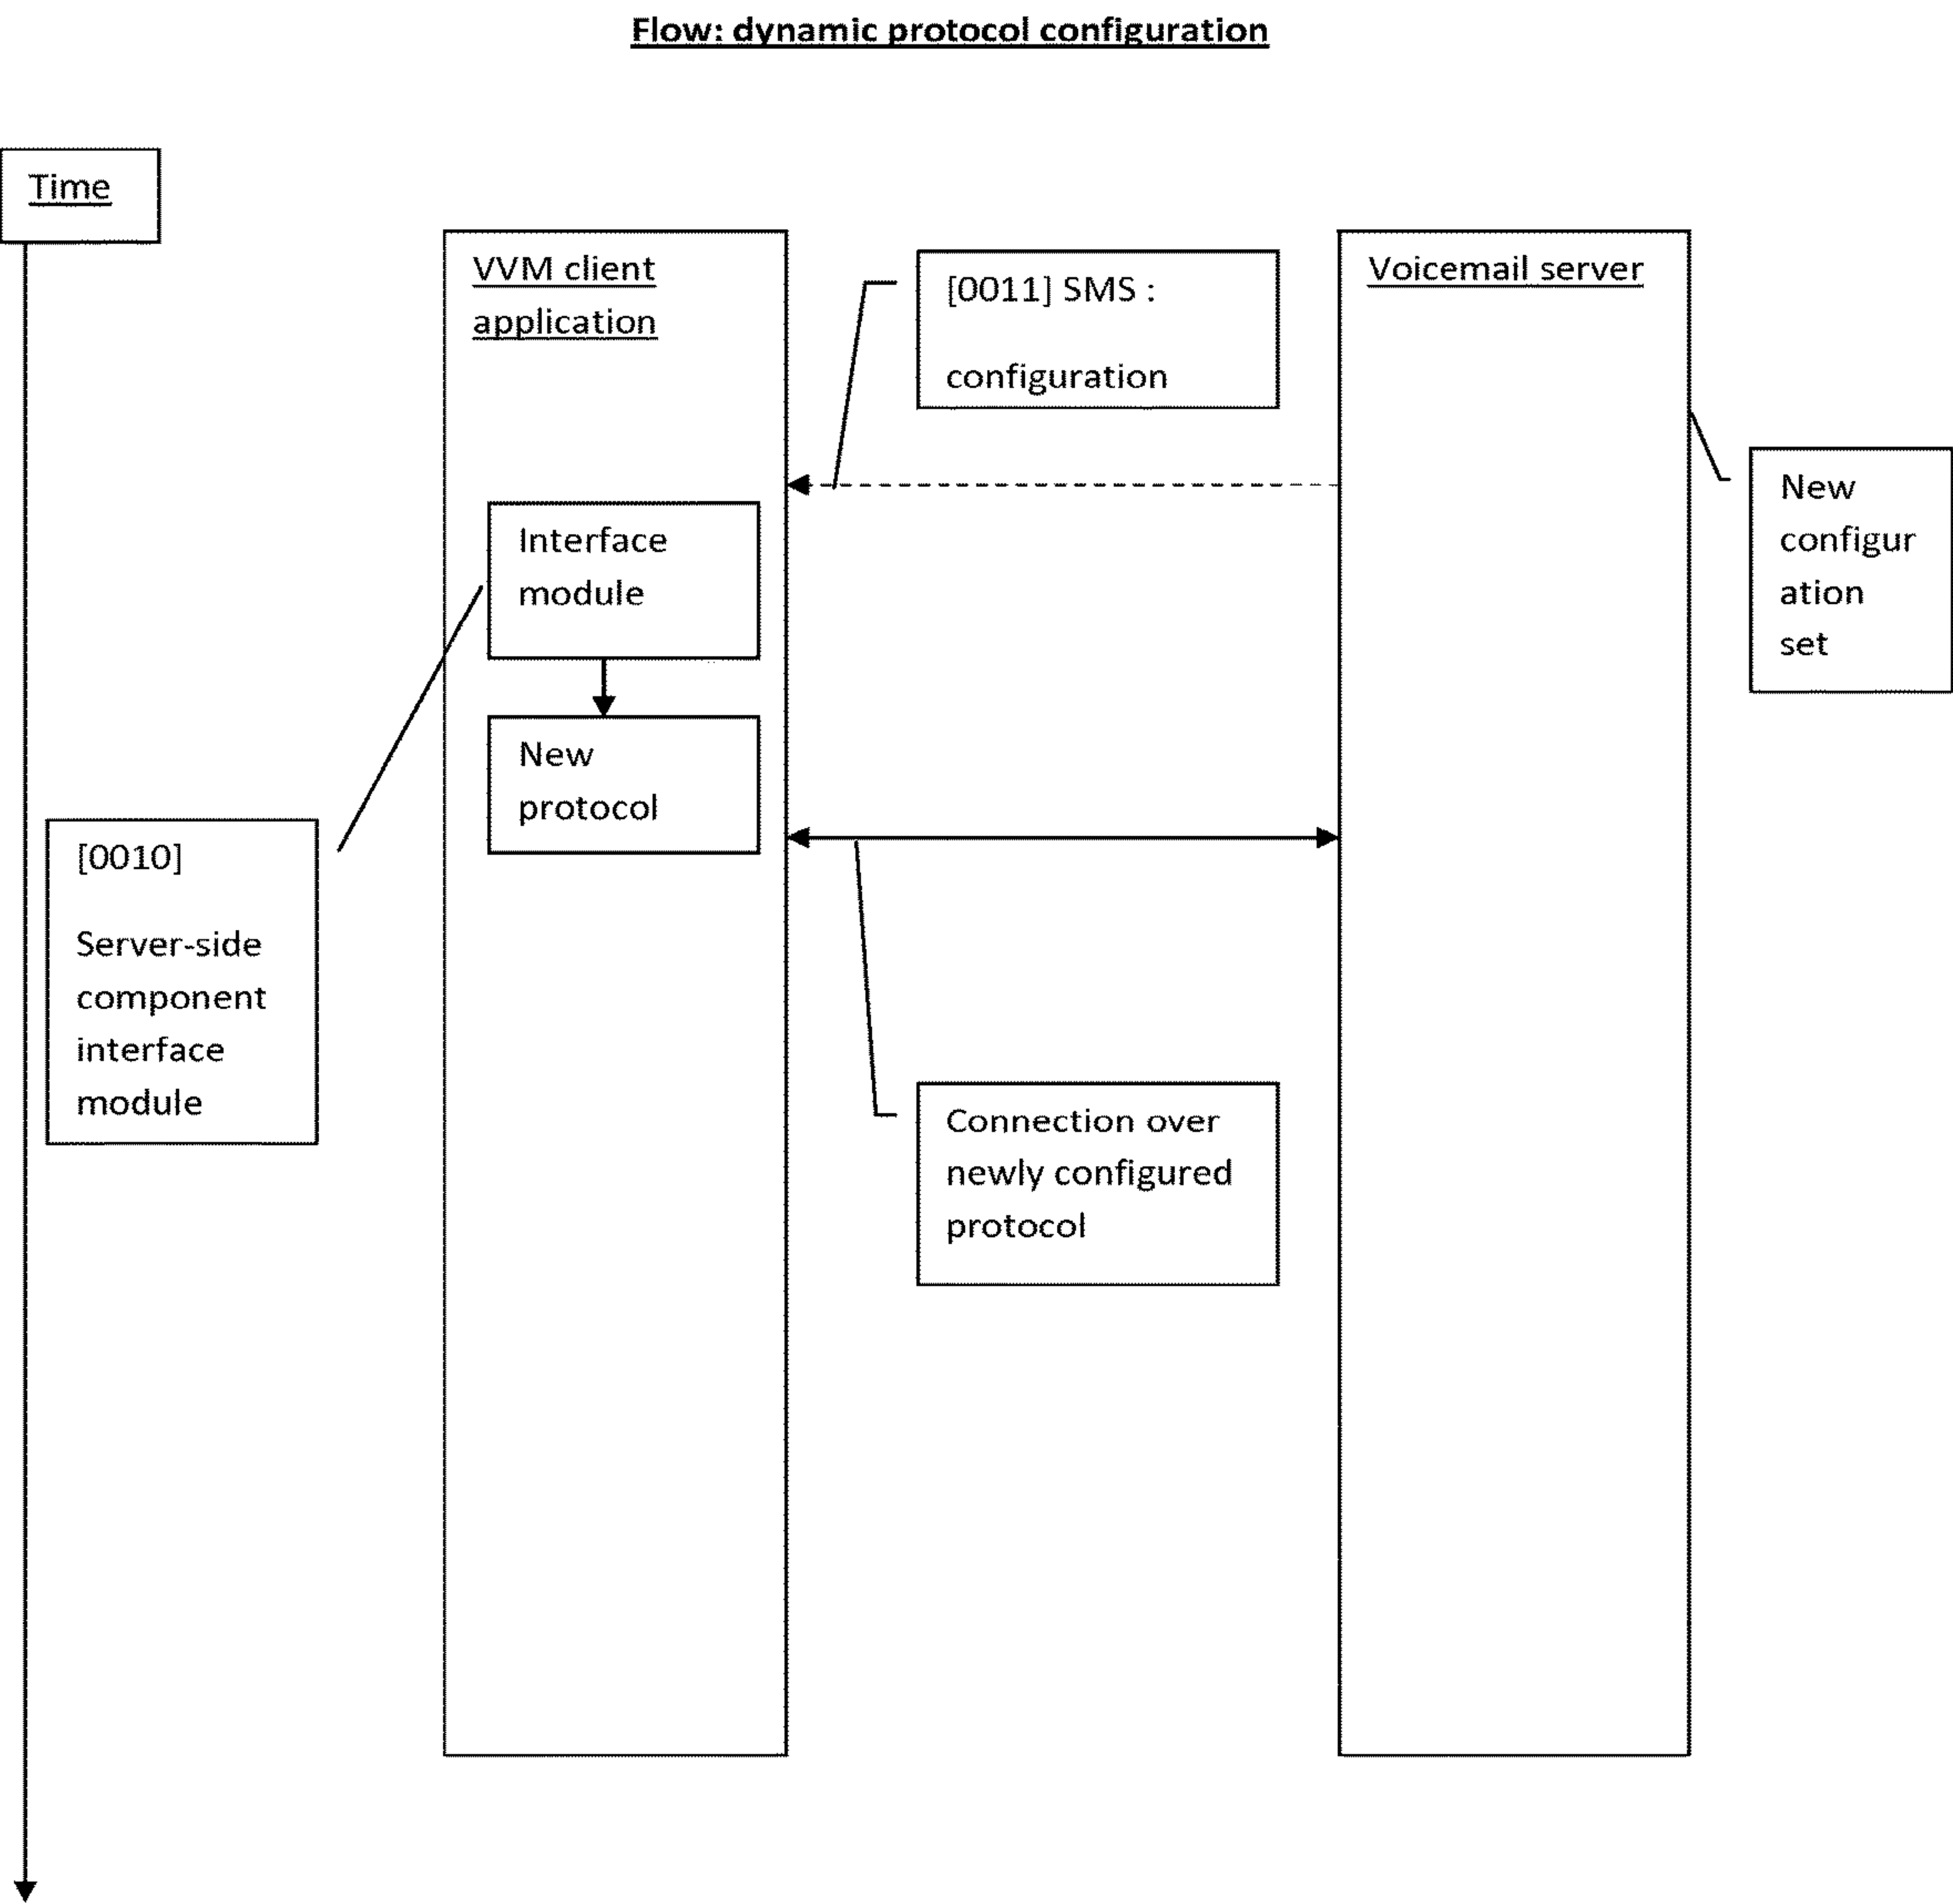 Flow: dynamic protocol configuration
Time
VVM client
application
[0011] SMS :
configuration
Voicemail server
New
configur
ation
set
Interface
module
New
protocol
[0010]
Server-side
component
interface
module
Connection over
newly configured
protocol